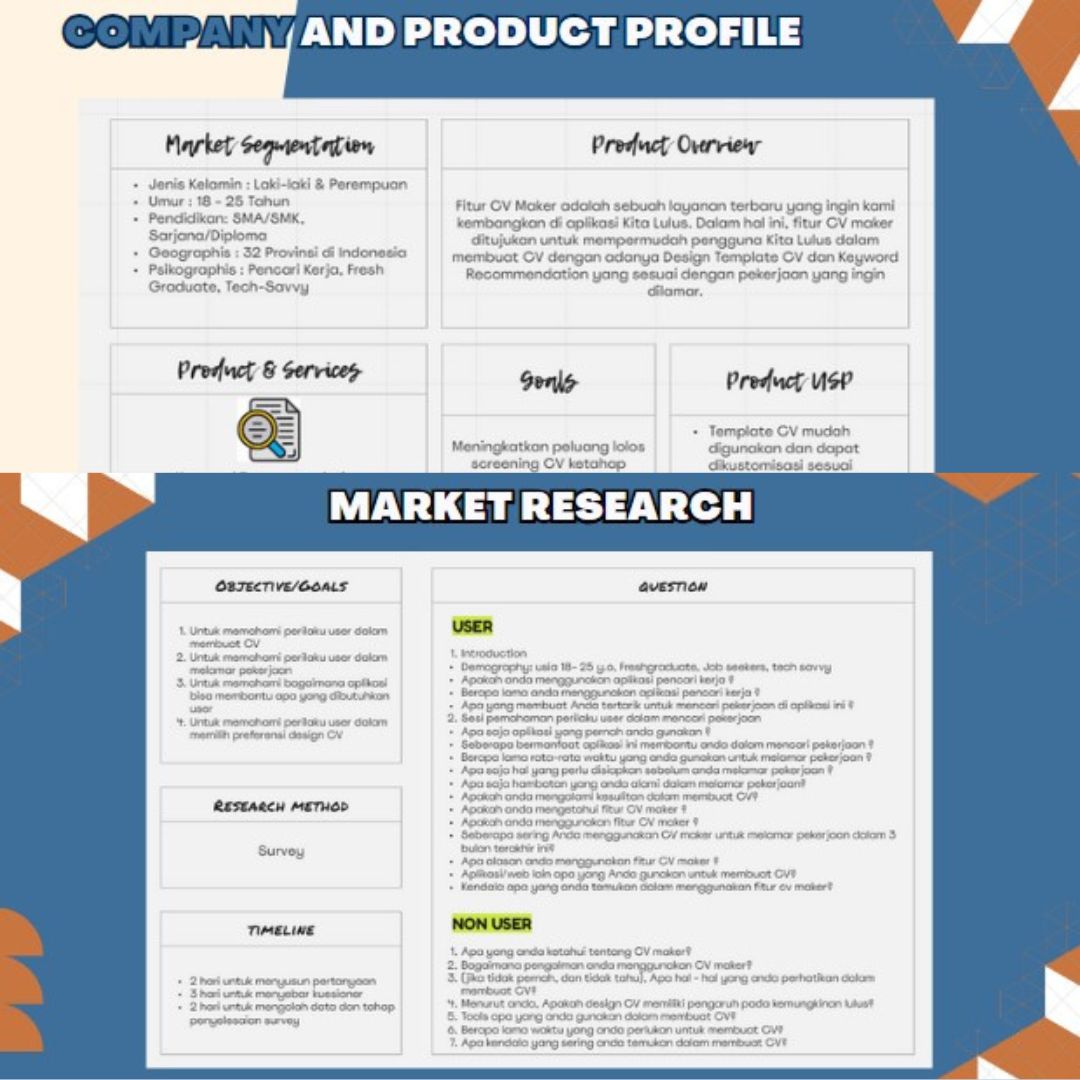 COMPANY AND PRODUCT PROFILE
Market Segmentation
• Jenis Kelamin : Laki-laki & Perempuan
• Umur : 18 - 25 Tahun
• Pendidikan: SMA/SMK,
Sarjana/Diploma
• Geographis : 32 Provinsi di Indonesia
• Psikographis : Pencari Kerja, Fresh
Graduate, Tech-Savvy
Product Overview
Fitur CV Maker adalah sebuah layanan terbaru yang ingin kami
kembangkan di aplikasi Kita Lulus. Dalam hal ini, fitur CV maker
ditujukan untuk mempermudah pengguna Kita Lulus dalam
membuat CV dengan adanya Design Template CV dan Keyword
Recommendation yang sesuai dengan pekerjaan yang ingin
dilamar.
Product & Services
Goals
Meningkatkan peluang lolos
screening CV ketahap
Product USP
• Template CV mudah
digunakan dan dapat
dikustomisasi sesuai
MARKET RESEARCH
OBJECTIVE/GOALS
1. Untuk memahami perilaku user dalam
membuat CV
2. Untuk memahami perilaku user dalam
melamar pekerjaan
3. Untuk memahami bagaimana aplikasi
bisa membantu apa yang dibutuhkan
user
4. Untuk memahami perilaku user dalam
memilih preferensi design CV
RESEARCH METHOD
Survey
TIMELINE
• 2 hari untuk menyusun pertanyaan
• 3 hari untuk menyebar kuesioner
• 2 hari untuk mengolah data dan tahap
penyelesaian survey
QUESTION
USER
1. Introduction
• Demography: usia 18- 25 y.o, Freshgraduate, Job seekers, tech savvy
• Apakah anda menggunakan aplikasi pencari kerja ?
• Berapa lama anda menggunakan aplikasi pencari kerja ?
• Apa yang membuat Anda tertarik untuk mencari pekerjaan di aplikasi ini ?
2. Sesi pemahaman perilaku user dalam mencari pekerjaan
• Apa saja aplikasi yang pernah anda gunakan ?
• Seberapa bermanfaat aplikasi ini membantu anda dalam mencari pekerjaan ?
• Berapa lama rata-rata waktu yang anda gunakan untuk melamar pekerjaan ?
• Apa saja hal yang perlu disiapkan sebelum anda melamar pekerjaan ?
• Apa saja hambatan yang anda alami dalam melamar pekerjaan?
• Apakah anda mengalami kesulitan dalam membuat CV?
• Apakah anda mengetahui fitur CV maker ?
• Apakah anda menggunakan fitur CV maker ?
• Seberapa sering Anda menggunakan CV maker untuk melamar pekerjaan dalam 3
bulan terakhir ini?
• Apa alasan anda menggunakan fitur CV maker ?
• Aplikasi/web lain apa yang Anda gunakan untuk membuat CV?
• Kendala apa yang anda temukan dalam menggunakan fitur cv maker?
NON USER
1. Apa yang anda ketahui tentang CV maker?
2. Bagaimana pengalman anda menggunakan CV maker?
3. (jika tidak pernah, dan tidak tahu), Apa hal - hal yang anda perhatikan dalam
membuat CV?
4. Menurut anda, Apakah design CV memiliki pengaruh pada kemungkinan lulus?
5. Tools apa yang anda gunakan dalam membuat CV?
6. Berapa lama waktu yang anda perlukan untuk membuat CV?
7. Apa kendala yang sering anda temukan dalam membuat CV?